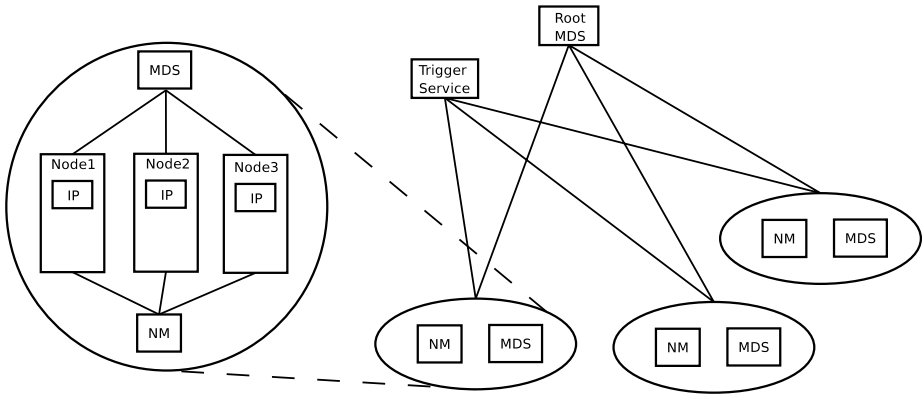 MDS
Node1
IP
Node2
IP
Node3
IP
NM
Root
MDS
Trigger
Service
NM
MDS
NM
MDS
NM
MDS